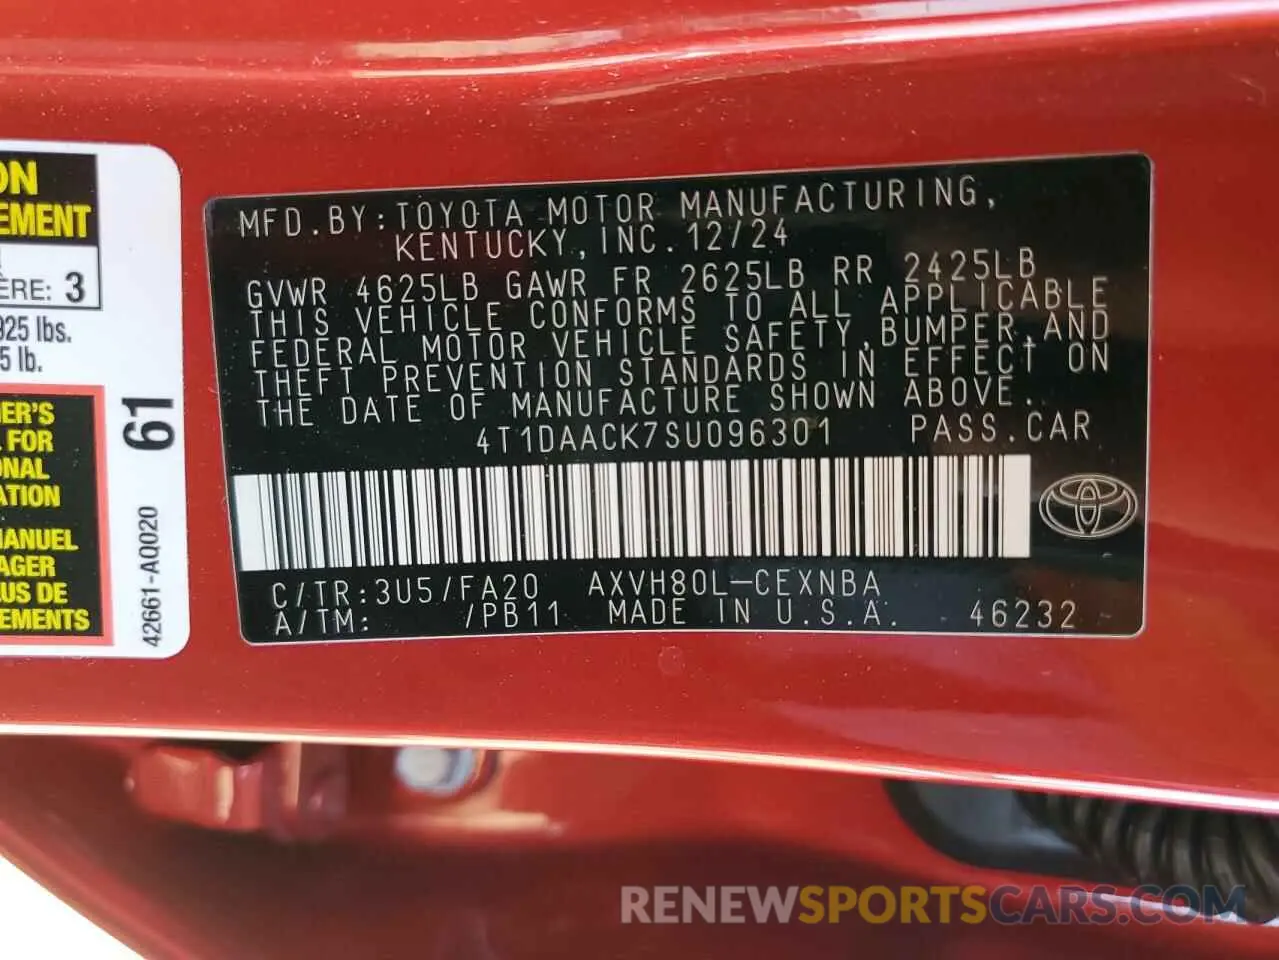 ON
EMENT
ÈRE: 3
925 lbs.
5 lb.
ER'S
L FOR
ONAL
ATION
MANUEL
AGER
US DE
EMENTS
61
42661-AQ020
MFD.BY:TOYOTA MOTOR MANUFACTURING,
KENTUCKY,INC.12/24
GVWR 4625LB GAWR FR 2625LB RR 2425LB
THIS VEHICLE CONFORMS TO ALL APPLICABLE
FEDERAL MOTOR VEHICLE SAFETY,BUMPER,AND
THEFT PREVENTION STANDARDS IN EFFECT ON
THE DATE OF MANUFACTURE SHOWN ABOVE.
4T1DAACK7SU096301 PASS.CAR
C/TR:3U5/FA20 AXVH80L-CEXNBA
A/TM: /PB11 MADE IN U.S.A. 46232
RENEWSPORTSCARS.COM